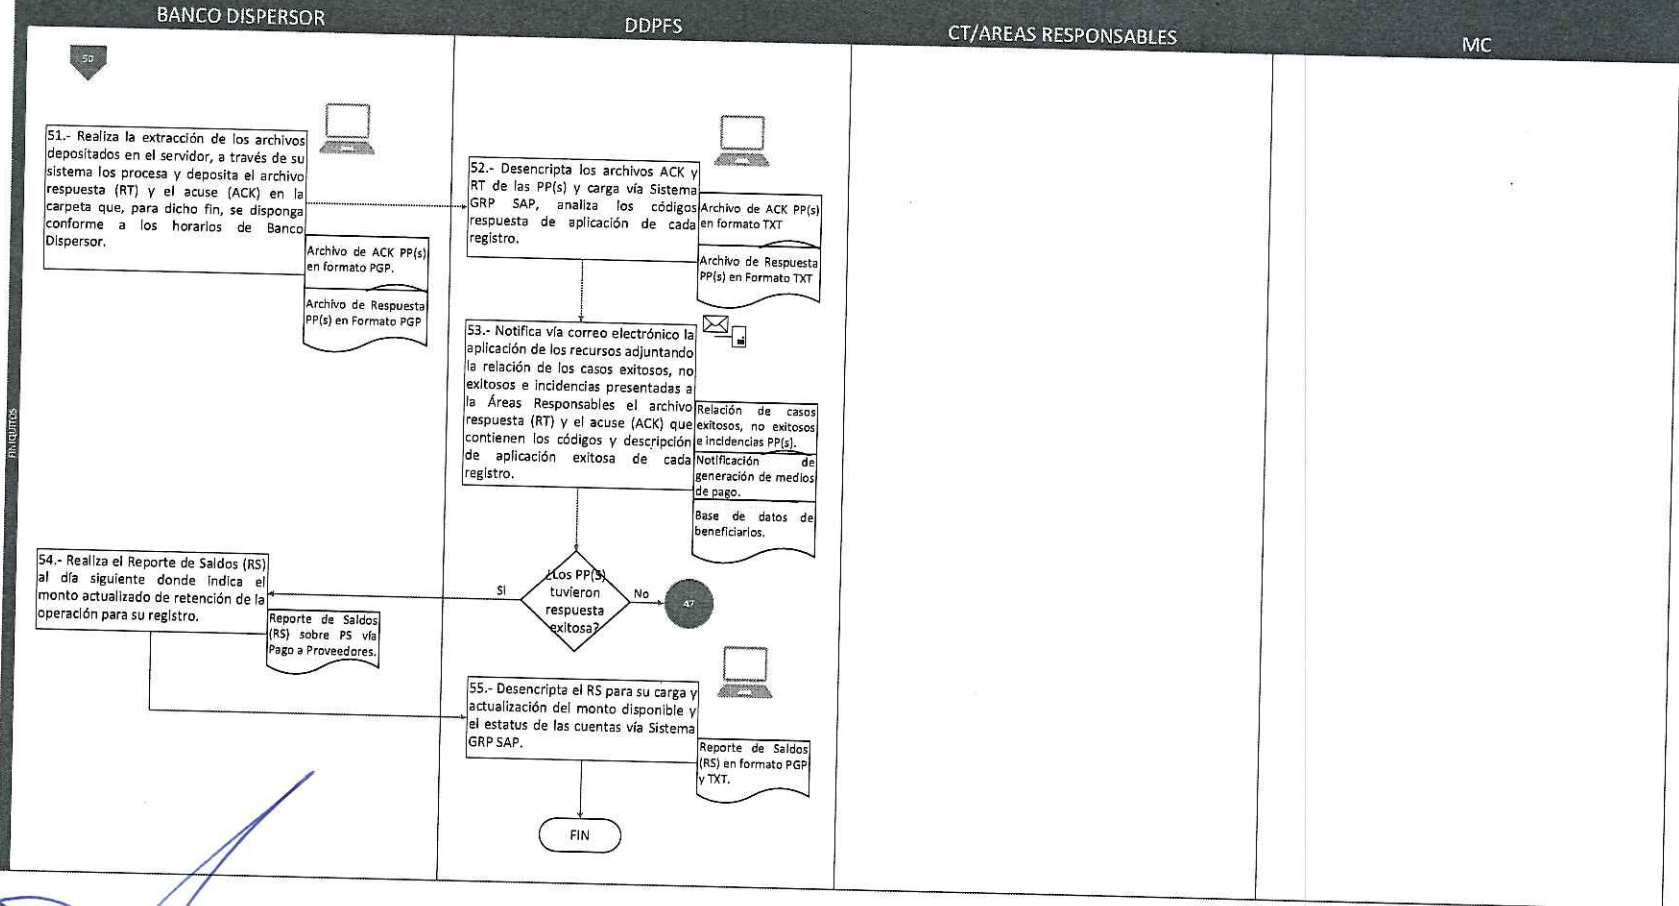 BANCO DISPERSOR
DDPFS
CT/AREAS RESPONSABLES
MC
FINIQUITOS
50
51.- Realiza la extracción de los archivos
depositados en el servidor, a través de su
sistema los procesa y deposita el archivo
respuesta (RT) y el acuse (ACK) en la
carpeta que, para dicho fin, se disponga
conforme a los horarios de Banco
Dispersor.
Archivo de ACK PP(s)
en formato PGP.
Archivo de Respuesta
PP(s) en Formato PGP
52.- Desencripta los archivos ACK y
RT de las PP(s) y carga vía Sistema
GRP SAP, analiza los códigos
respuesta de aplicación de cada
registro.
Archivo de ACK PP(s)
en formato TXT
Archivo de Respuesta
PP(s) en Formato TXT
53.- Notifica vía correo electrónico la
aplicación de los recursos adjuntando
la relación de los casos exitosos, no
exitosos e incidencias presentadas a
la Áreas Responsables el archivo
respuesta (RT) y el acuse (ACK) que
contienen los códigos y descripción
de aplicación exitosa de cada
registro.
Relación de casos
exitosos, no exitosos
e incidencias PP(s).
Notificación de
generación de medios
de pago.
Base de datos de
beneficiarios.
¿Los PP(S)
tuvieron
respuesta
exitosa?
SI
No
47
54.- Realiza el Reporte de Saldos (RS)
al día siguiente donde indica el
monto actualizado de retención de la
operación para su registro.
Reporte de Saldos
(RS) sobre PS vía
Pago a Proveedores.
55.- Desencripta el RS para su carga y
actualización del monto disponible y
el estatus de las cuentas vía Sistema
GRP SAP.
Reporte de Saldos
(RS) en formato PGP
y TXT.
FIN